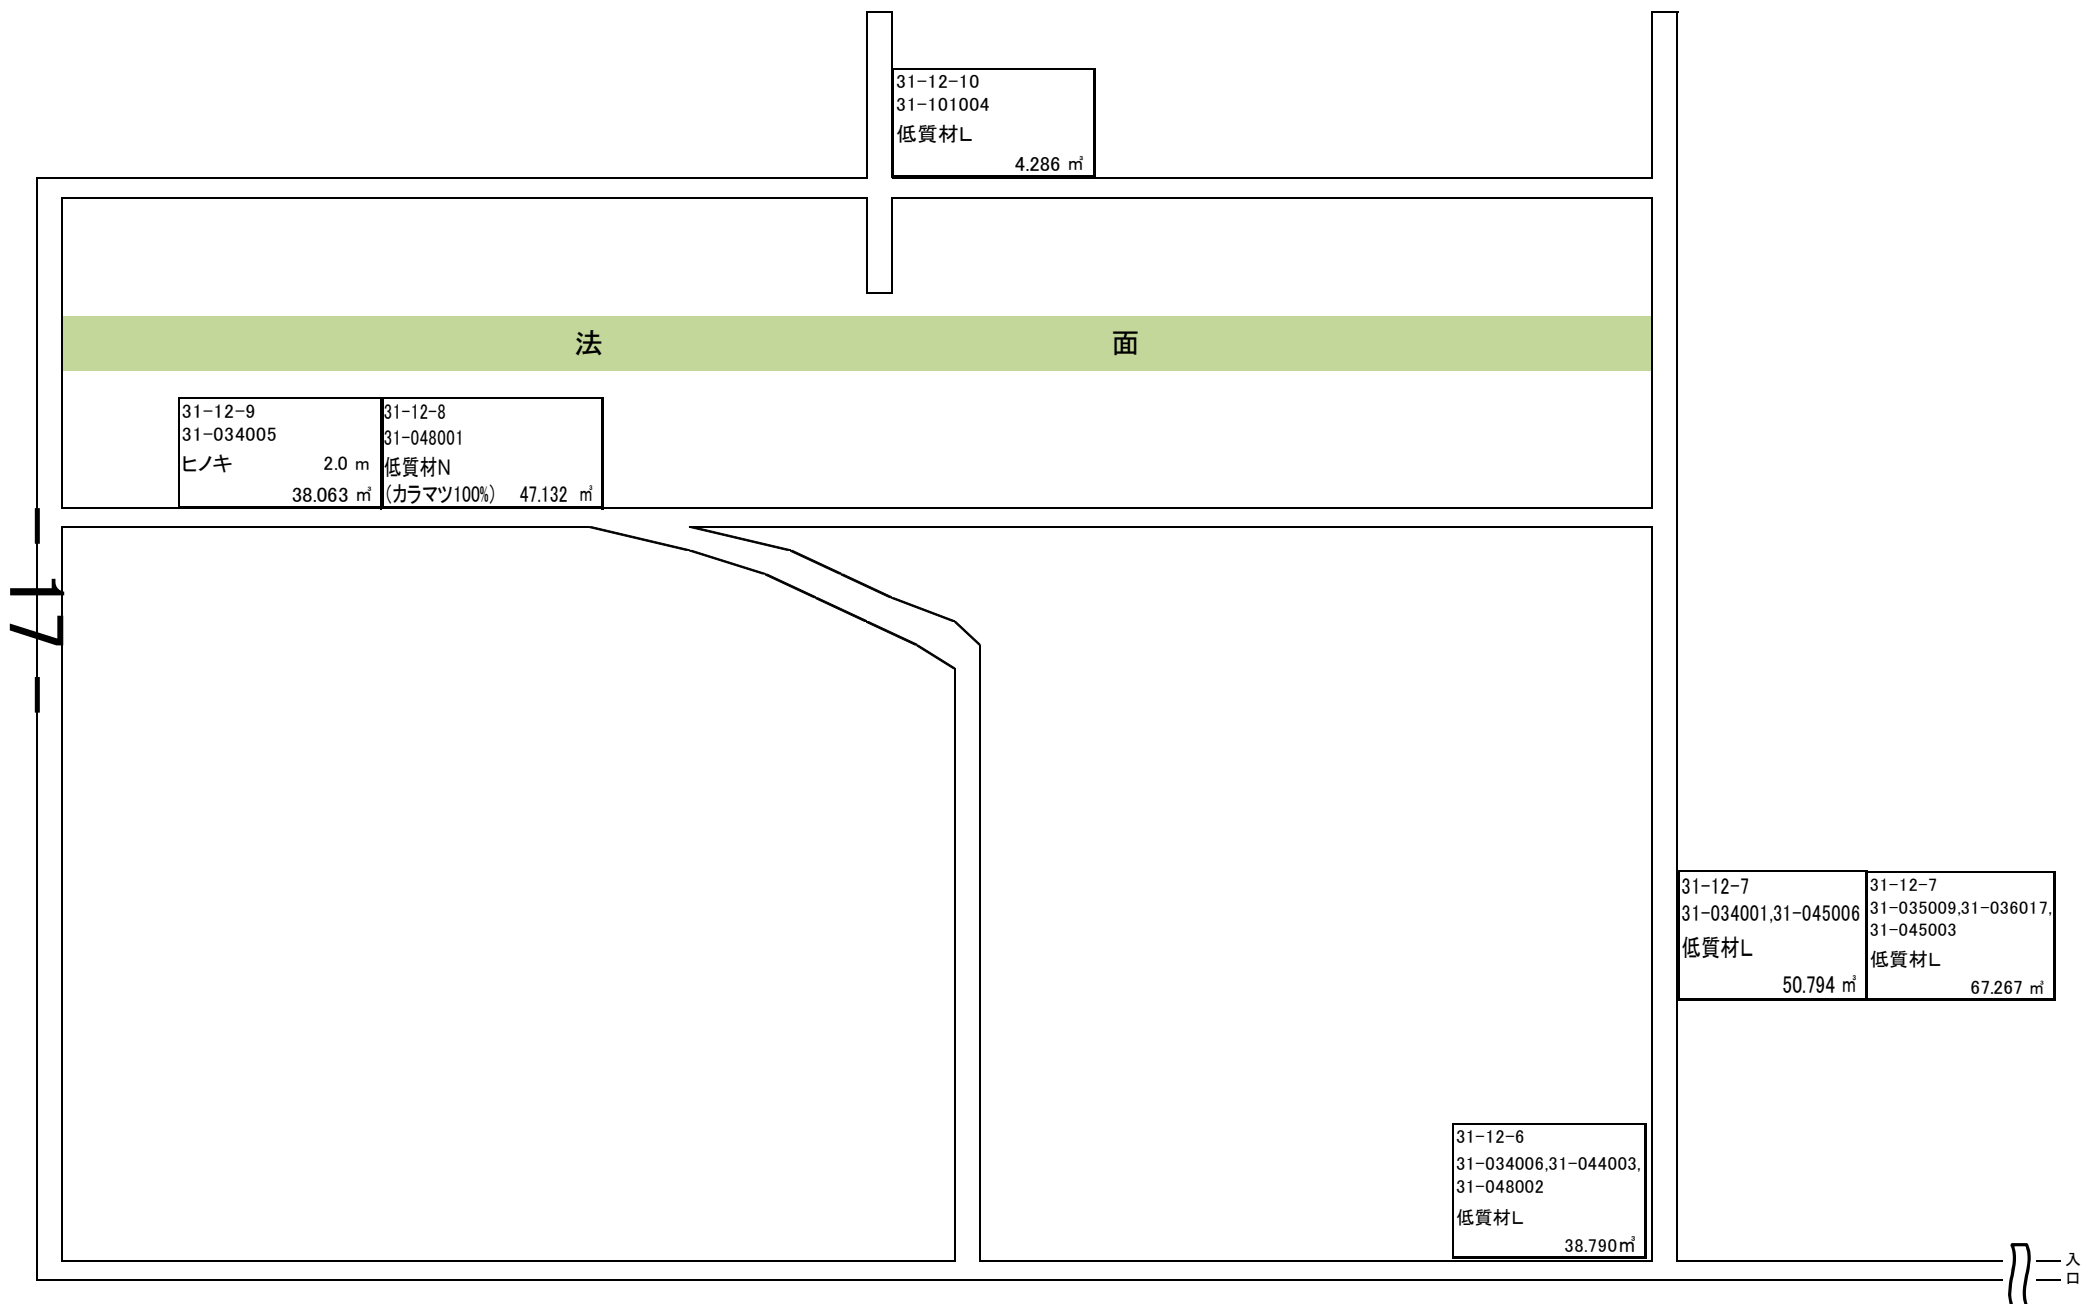 31-12-10
31-101004
低質材L
4.286 ㎥
法 面
31-12-9
31-034005
ヒノキ 2.0 m
38.063 ㎥
31-12-8
31-048001
低質材N
(カラマツ100%) 47.132 ㎥
- 17 -
31-12-7
31-034001,31-045006
低質材L
50.794 ㎥
31-12-7
31-035009,31-036017,
31-045003
低質材L
67.267 ㎥
31-12-6
31-034006,31-044003,
31-048002
低質材L
38.790㎥
入口